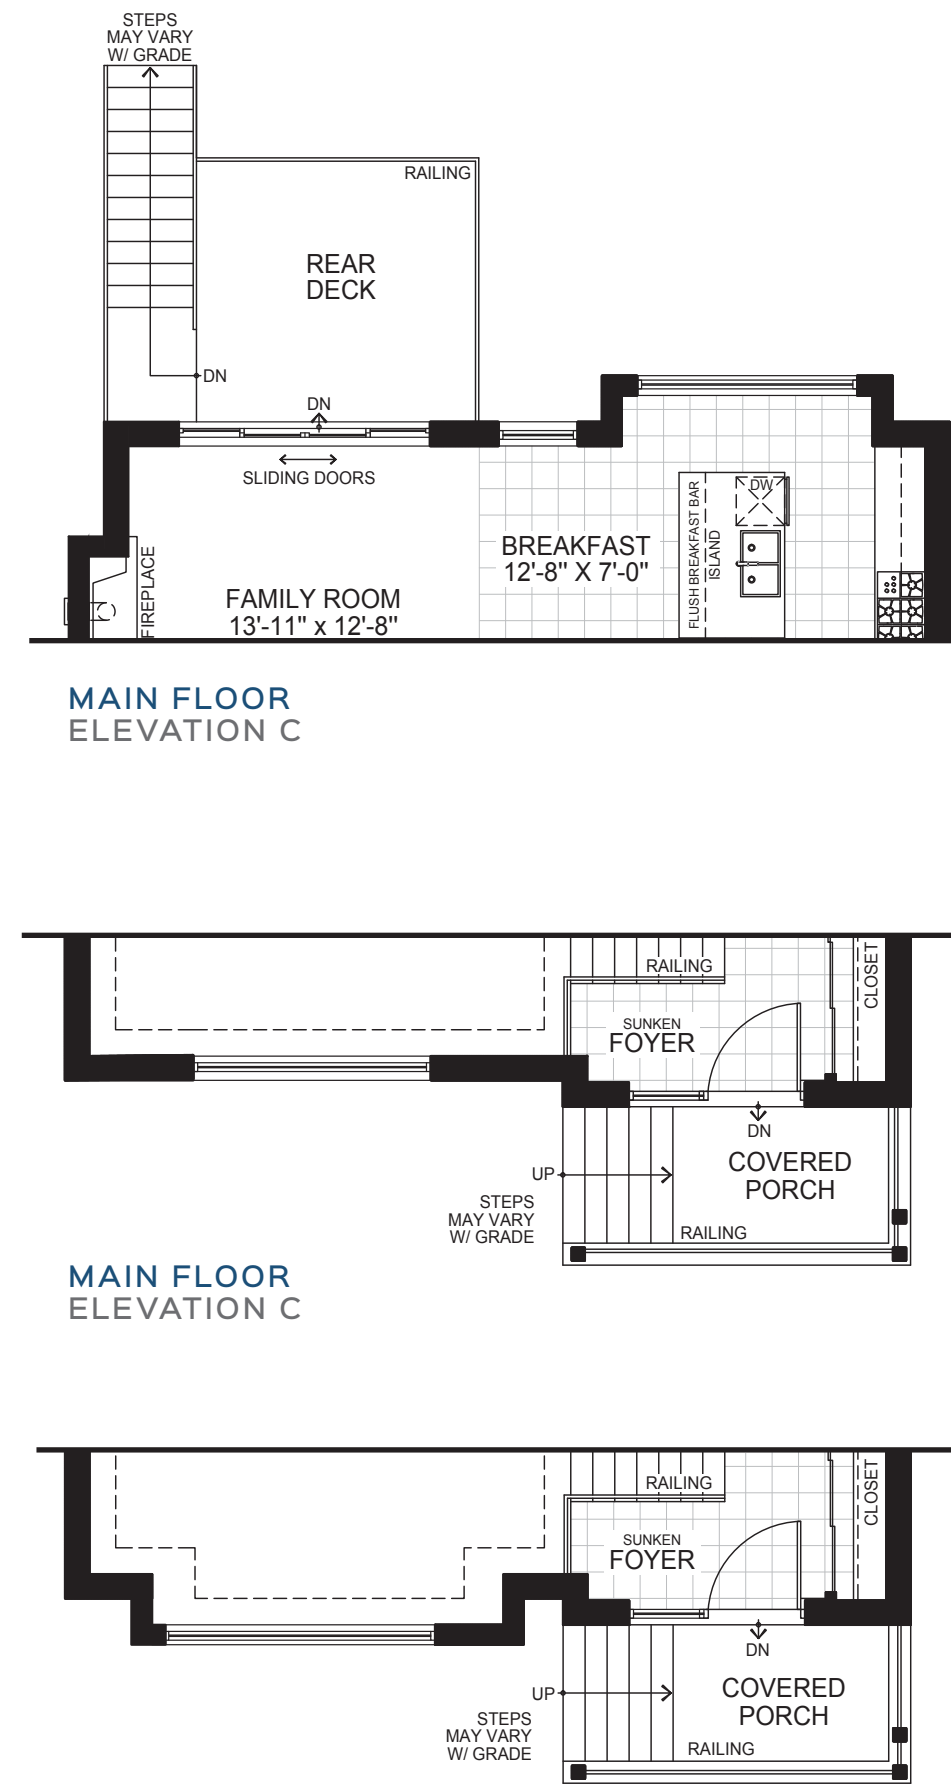 STEPS
MAY VARY
W/ GRADE
RAILING
REAR
DECK
DN
DN
SLIDING DOORS
FIREPLACE
FAMILY ROOM
13'-11" x 12'-8"
BREAKFAST
12'-8" X 7'-0"
FLUSH BREAKFAST BAR
ISLAND
DW
MAIN FLOOR
ELEVATION C
RAILING
CLOSET
SUNKEN
FOYER
DN
UP
COVERED
PORCH
STEPS
MAY VARY
W/ GRADE
RAILING
MAIN FLOOR
ELEVATION C
RAILING
CLOSET
SUNKEN
FOYER
DN
UP
COVERED
PORCH
STEPS
MAY VARY
W/ GRADE
RAILING